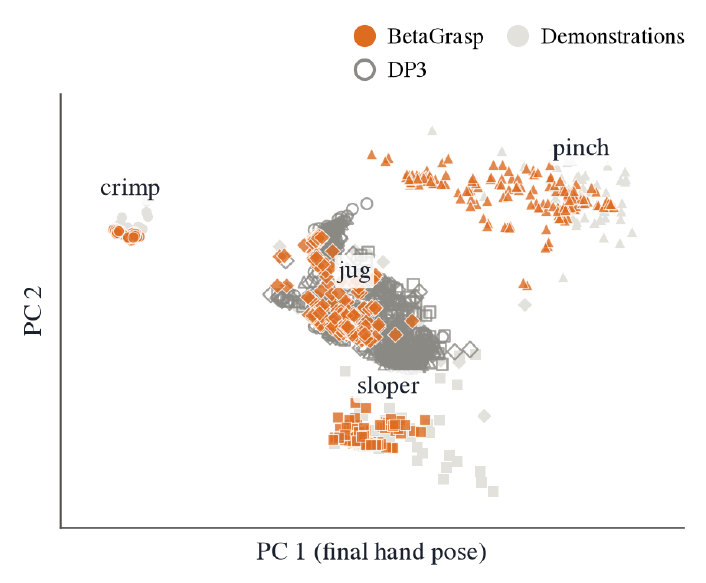 BetaGrasp
Demonstrations
DP3
pinch
crimp
jug
sloper
PC 2
PC 1 (final hand pose)